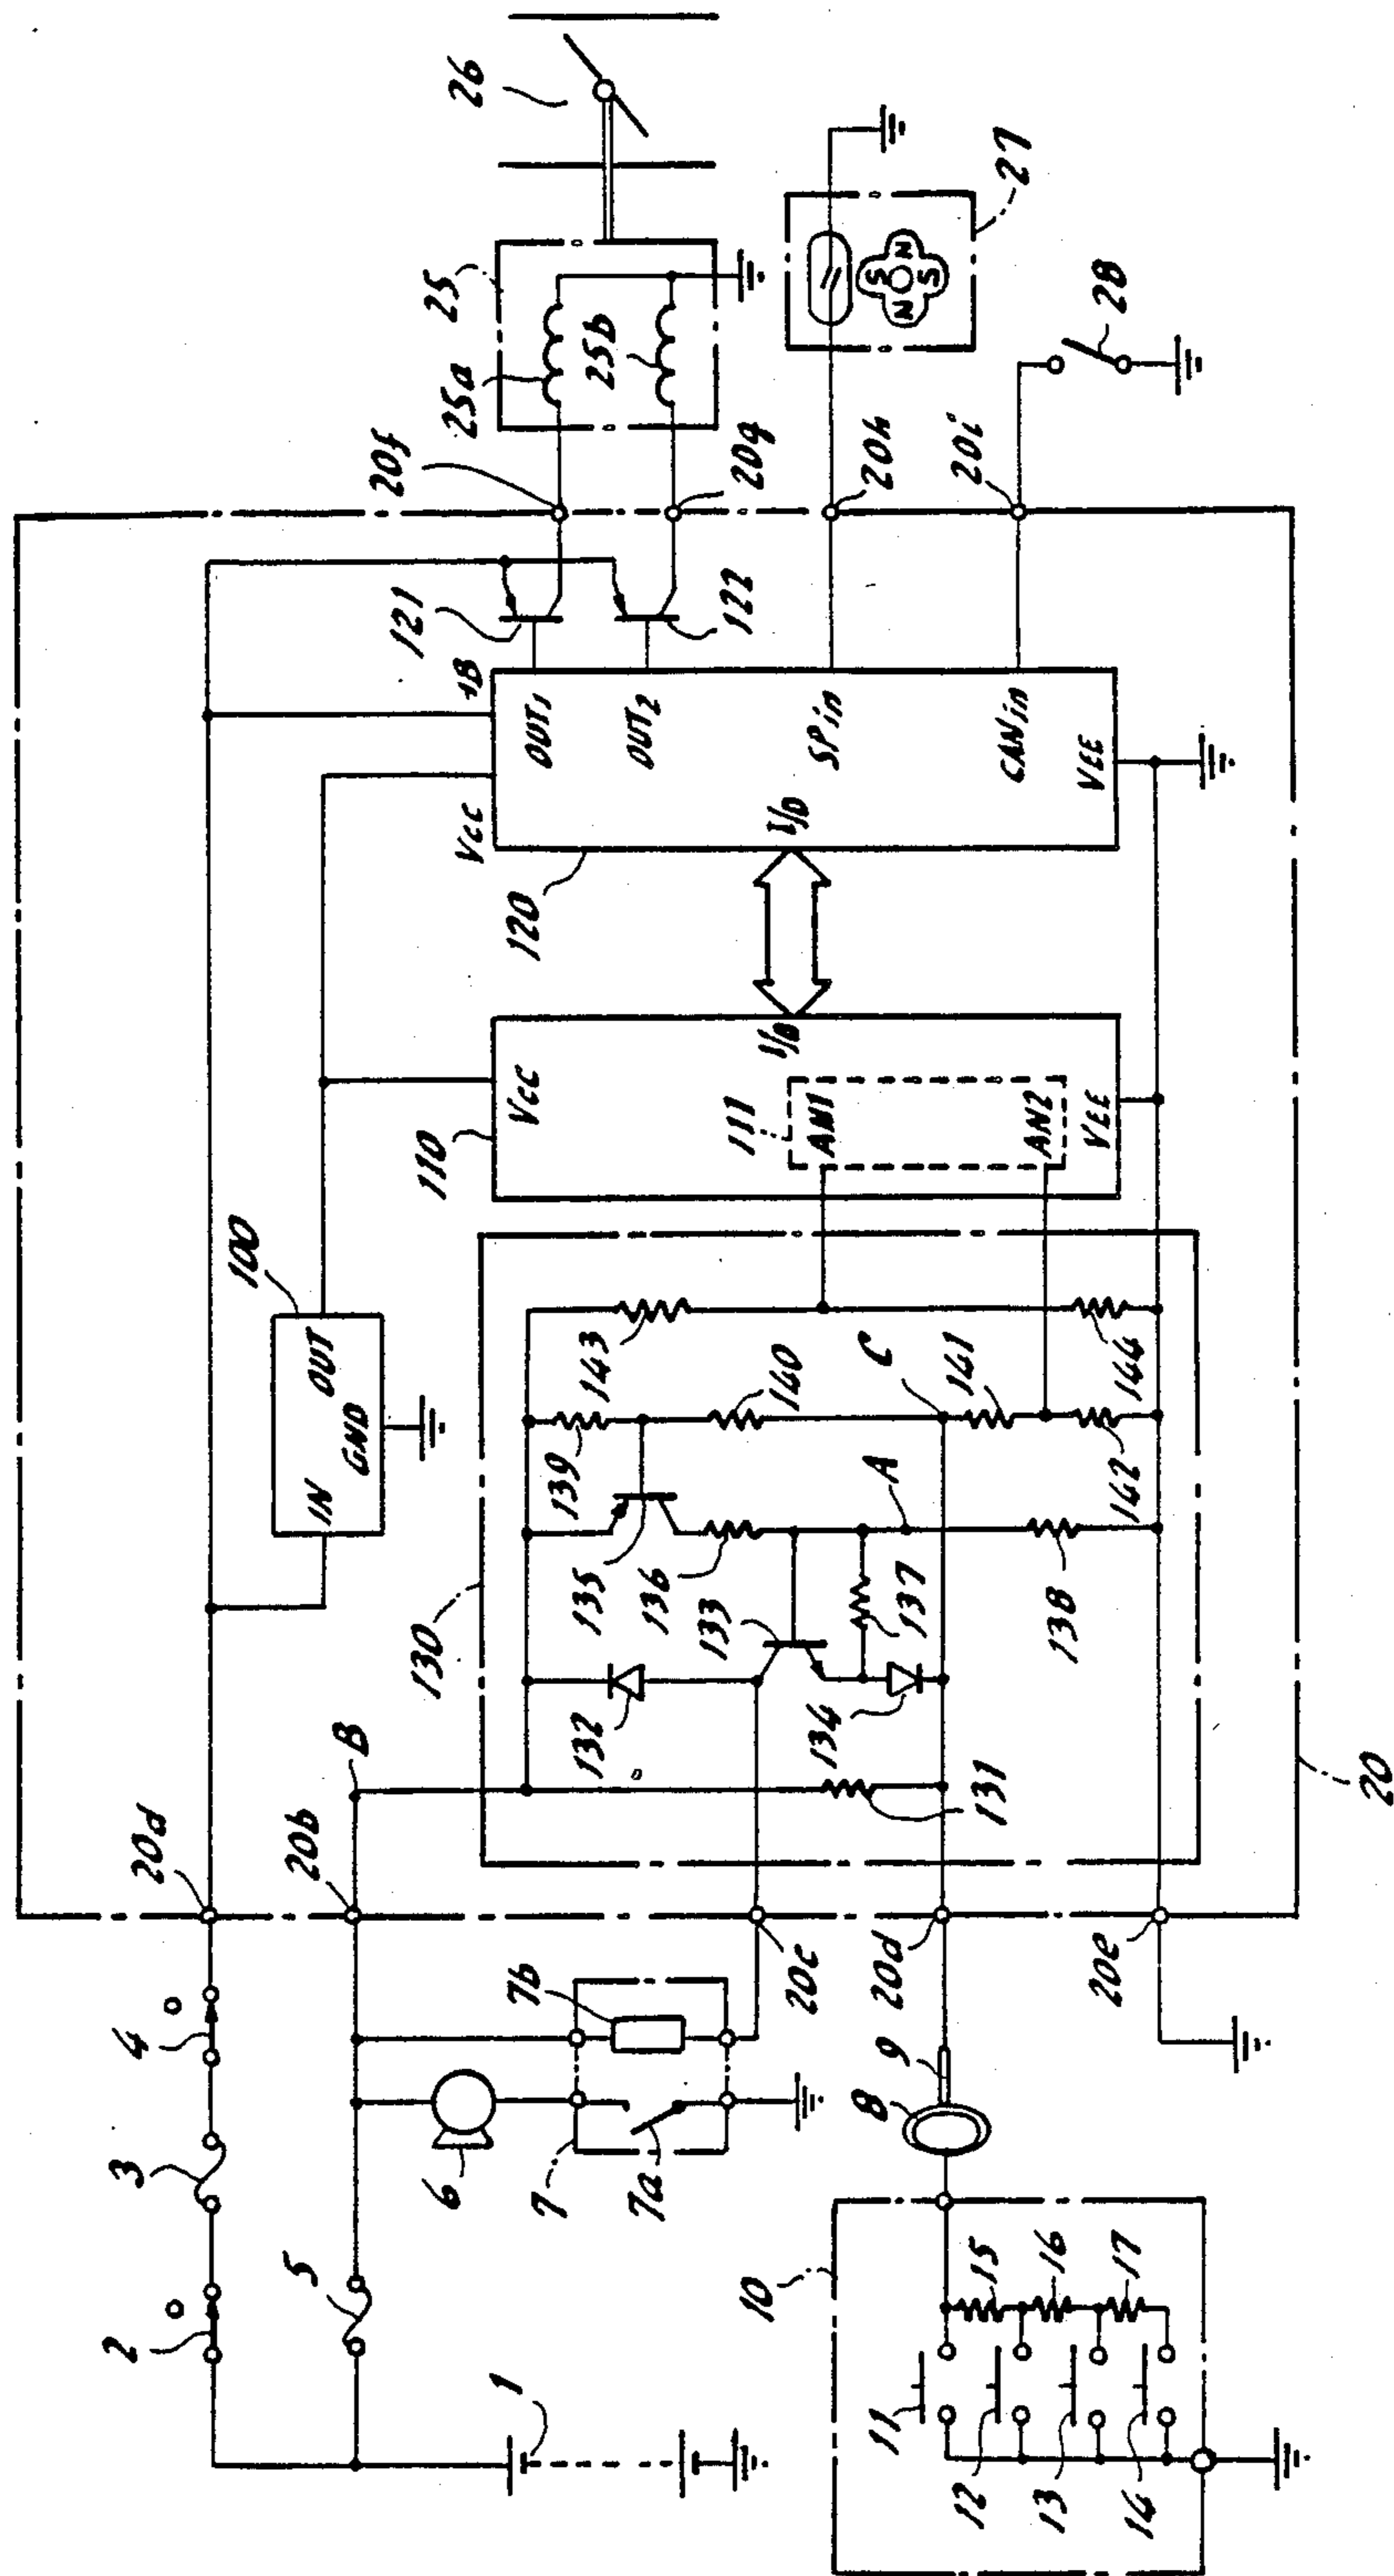 26
25
25a
25b
27
N
S
N
S
28
20f
20g
20h
20i
121
122
+B
Vcc
OUT1
OUT2
SPin
CANin
VEE
I/O
120
I/O
Vcc
110
111
AN1
AN2
VEE
100
IN
OUT
GND
130
143
139
140
C
141
144
142
135
136
A
133
137
138
132
134
131
B
20
20d
20b
20c
20d
20e
4
3
2
5
6
7
7a
7b
8
9
1
10
15
16
17
11
12
13
14